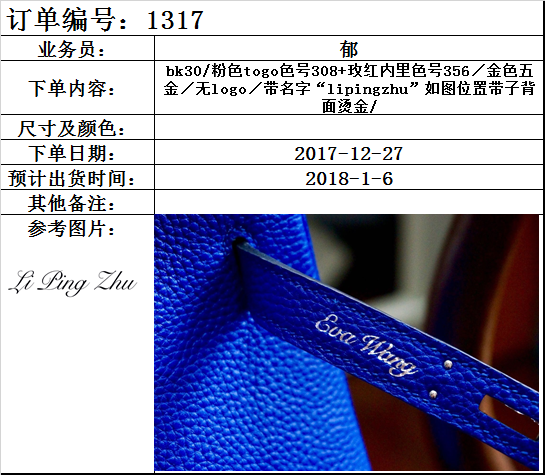 订单编号：1317
业务员： 郁
下单内容： bk30/粉色togo色号308+玫红内里色号356／金色五
金／无logo／带名字“lipingzhu”如图位置带子背
面烫金/
尺寸及颜色：
下单日期： 2017-12-27
预计出货时间： 2018-1-6
其他备注：
参考图片：
Li Ping Zhu
Eva Wang